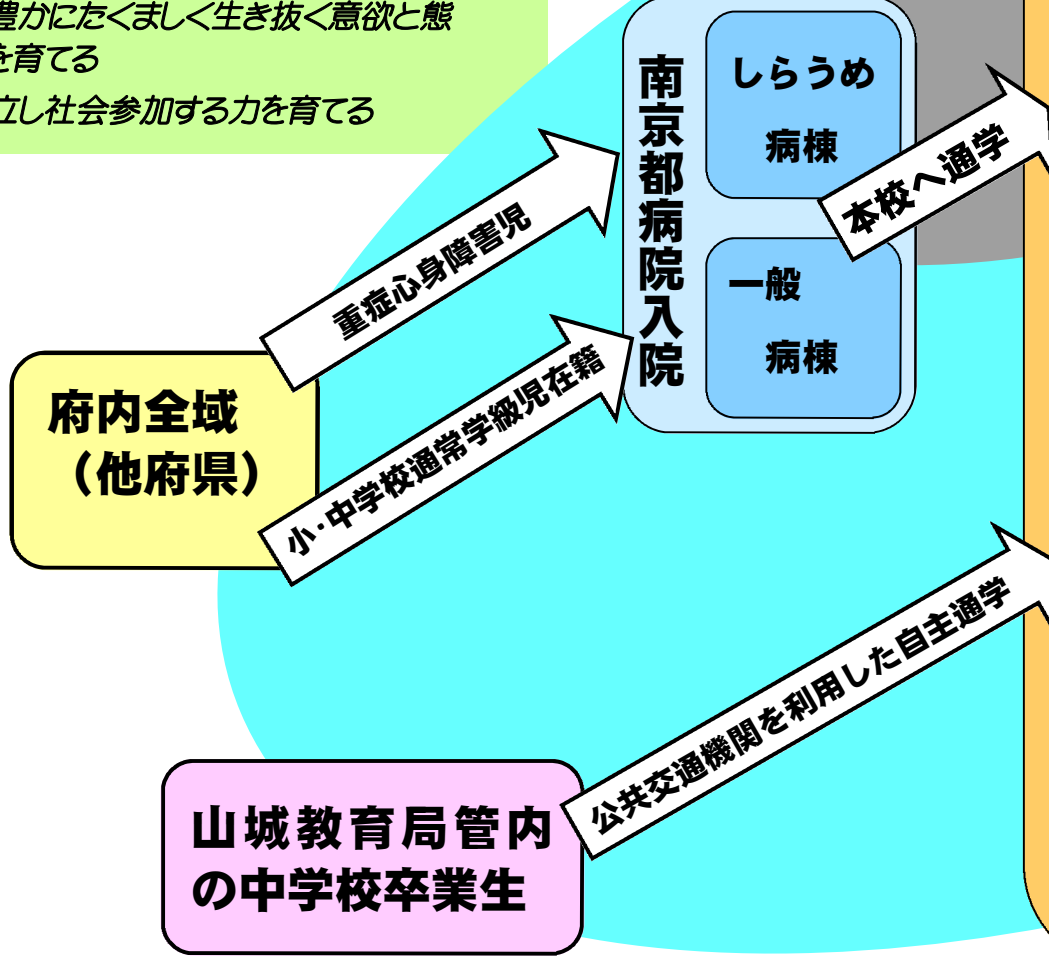 豊かにたくましく生き抜く意欲と態
を育てる
立し社会参加する力を育てる
南京都病院入院
しらうめ
病棟
本校へ通学
一般
病棟
重症心身障害児
小・中学校通常学級児在籍
府内全域
（他府県）
公共交通機関を利用した自主通学
山城教育局管内
の中学校卒業生